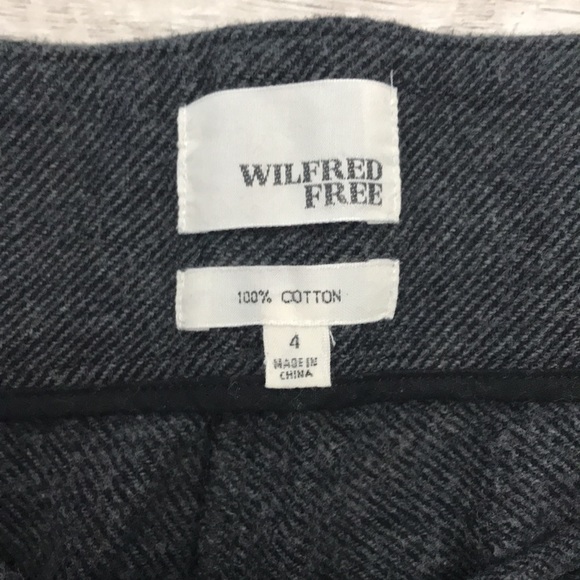 WILFRED
FREE
100% COTTON
4
MADE IN
CHINA